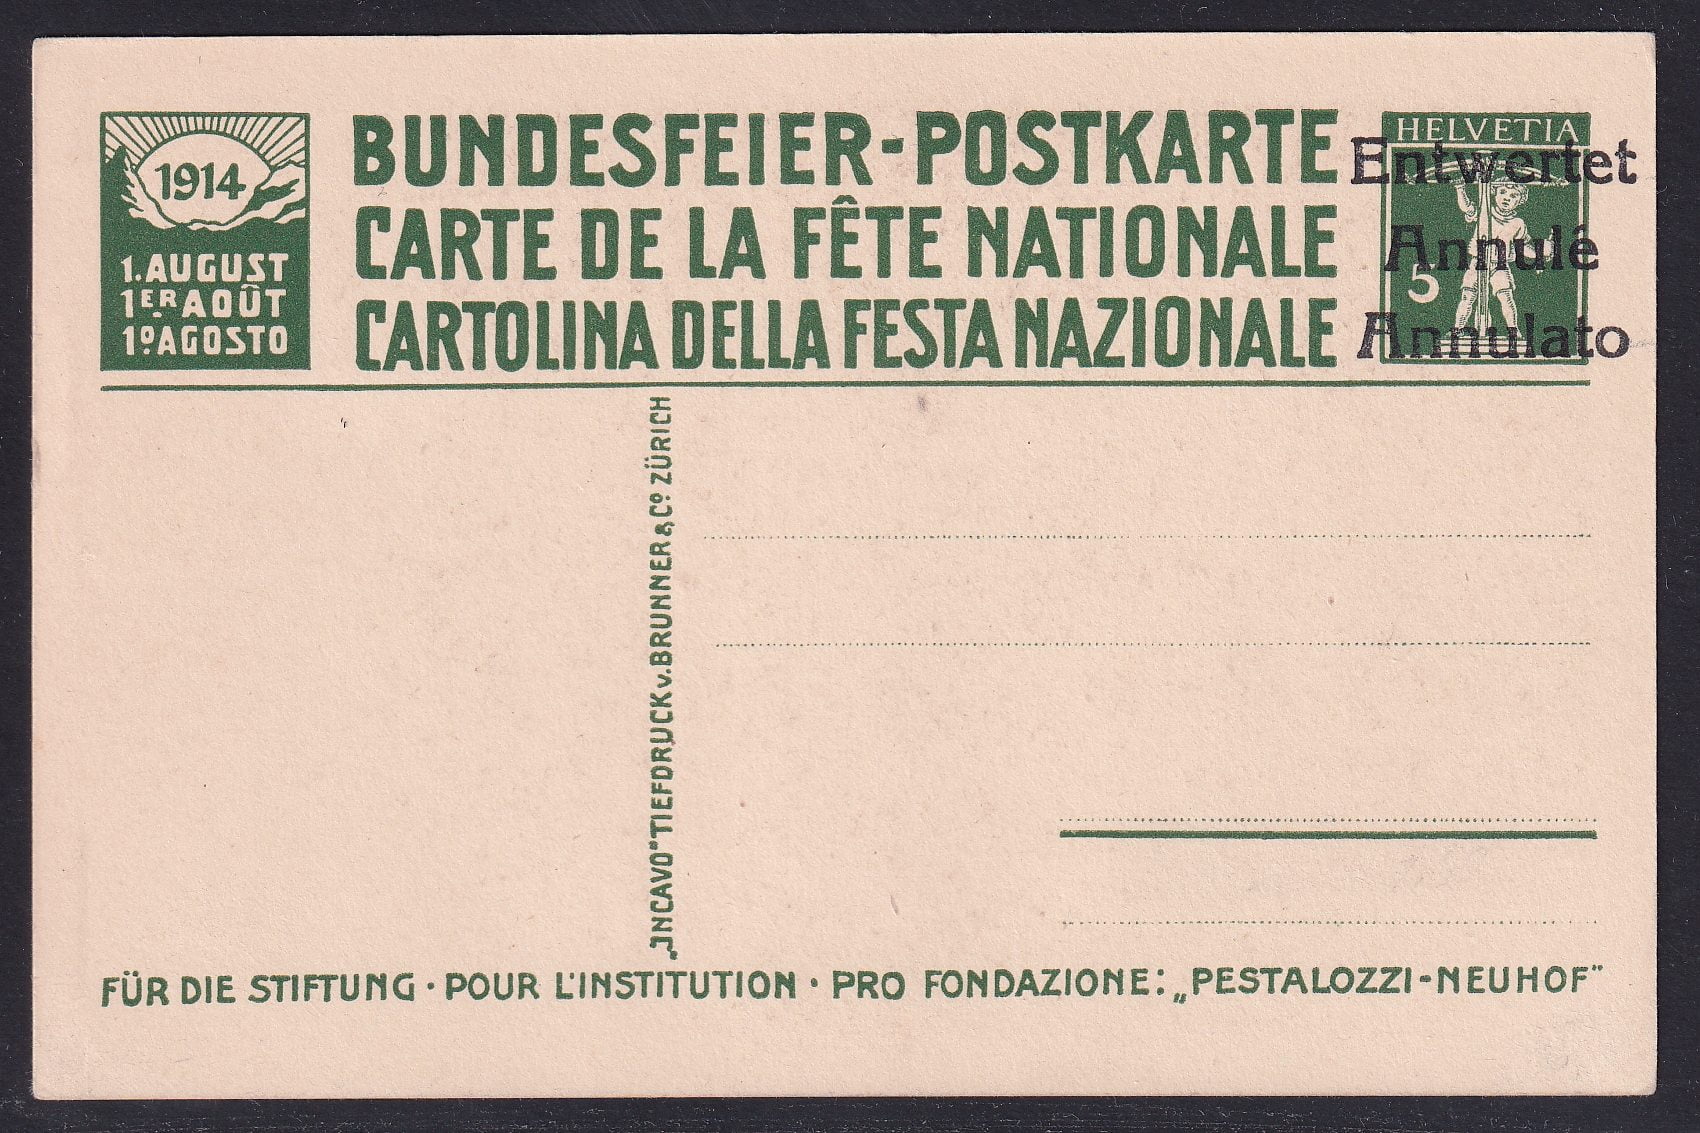 1914
1. AUGUST
1ER. AOÛT
1o. AGOSTO
BUNDESFEIER-POSTKARTE
CARTE DE LA FÊTE NATIONALE
CARTOLINA DELLA FESTA NAZIONALE
HELVETIA
Entwertet
Annulé
5
Annulato
„INCAVO" TIEFDRUCK v. BRUNNER & Co. ZÜRICH
FÜR DIE STIFTUNG · POUR L'INSTITUTION · PRO FONDAZIONE: „PESTALOZZI-NEUHOF"